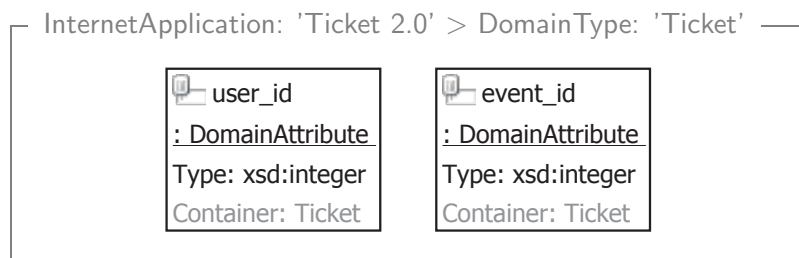 InternetApplication: 'Ticket 2.0' > DomainType: 'Ticket'
user_id
: DomainAttribute
Type: xsd:integer
Container: Ticket
event_id
: DomainAttribute
Type: xsd:integer
Container: Ticket